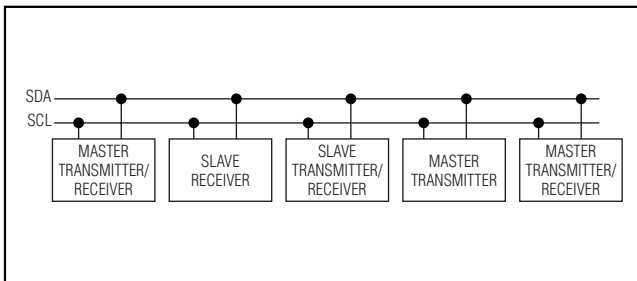 SDA
SCL
MASTER
TRANSMITTER/
RECEIVER
SLAVE
RECEIVER
SLAVE
TRANSMITTER/
RECEIVER
MASTER
TRANSMITTER
MASTER
TRANSMITTER/
RECEIVER